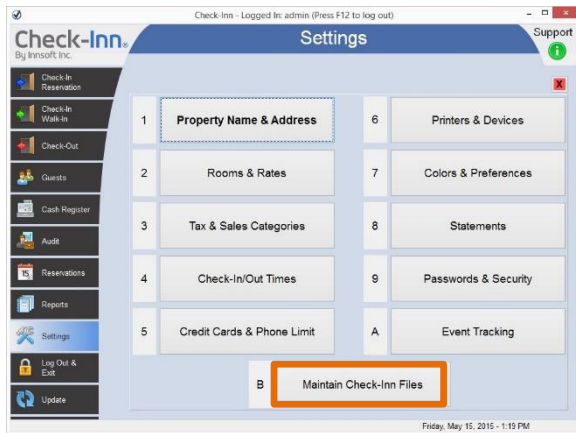 Check-Inn - Logged In: admin (Press F12 to log out)
Check-Inn®
By Innsoft Inc.
Settings
Support
Check-In
Reservation
Check-In
Walk-In
Check-Out
Guests
Cash Register
Audit
15
Reservations
Reports
Settings
Log Out &
Exit
Update
X
1 Property Name & Address
2 Rooms & Rates
3 Tax & Sales Categories
4 Check-In/Out Times
5 Credit Cards & Phone Limit
6 Printers & Devices
7 Colors & Preferences
8 Statements
9 Passwords & Security
A Event Tracking
B Maintain Check-Inn Files
Friday, May 15, 2015 - 1:19 PM